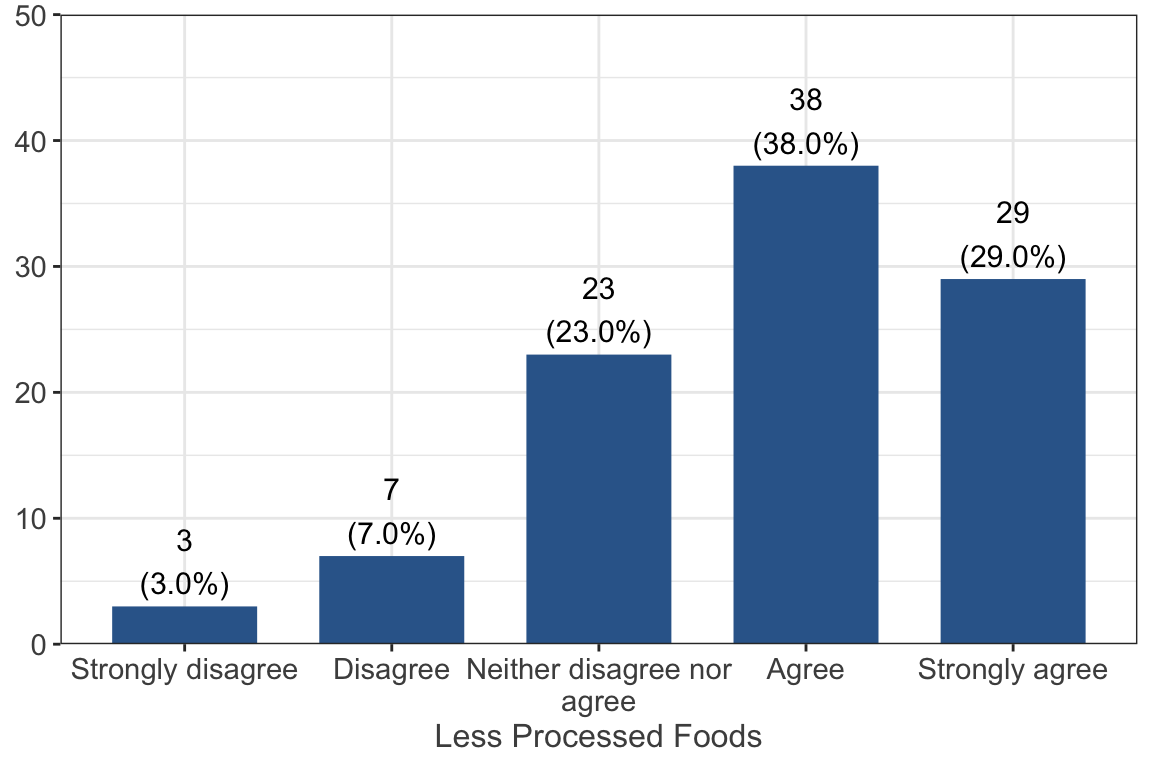 50
40
30
20
10
0
3
(3.0%)
7
(7.0%)
23
(23.0%)
38
(38.0%)
29
(29.0%)
Strongly disagree
Disagree
Neither disagree nor
agree
Agree
Strongly agree
Less Processed Foods